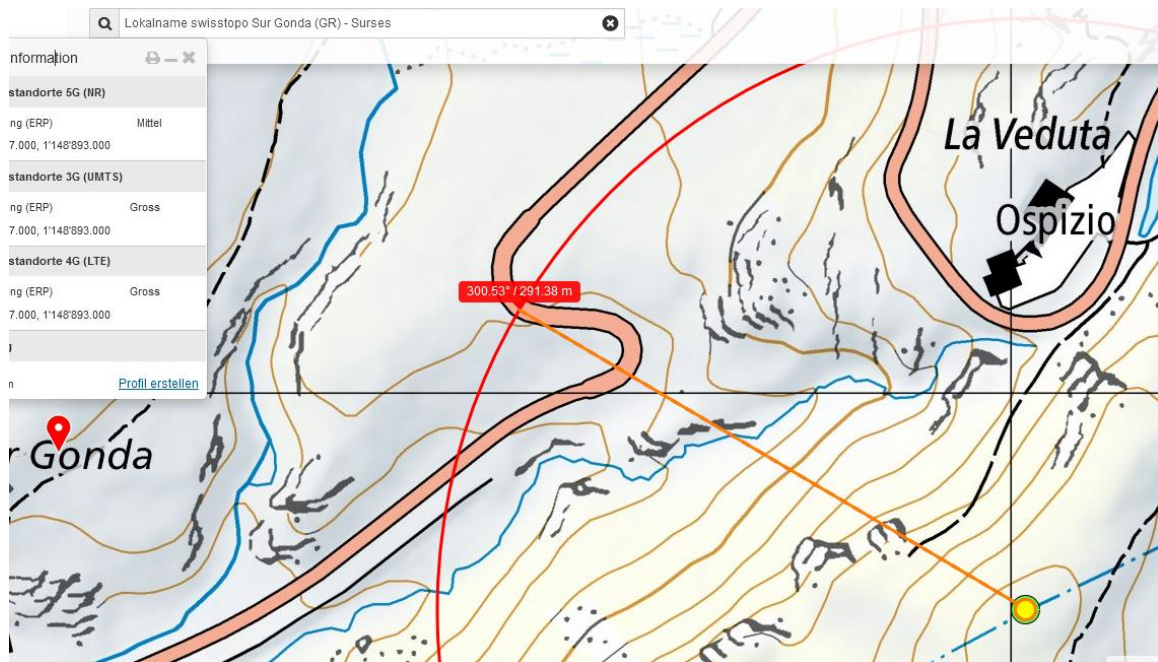 Lokalname swisstopo Sur Gonda (GR) - Surses
nformation
standorte 5G (NR)
ng (ERP) Mittel
7.000, 1'148'893.000
standorte 3G (UMTS)
ng (ERP) Gross
7.000, 1'148'893.000
standorte 4G (LTE)
ng (ERP) Gross
7.000, 1'148'893.000
g
n Profil erstellen
La Veduta
Ospizio
300.53° / 291.38 m
r Gonda